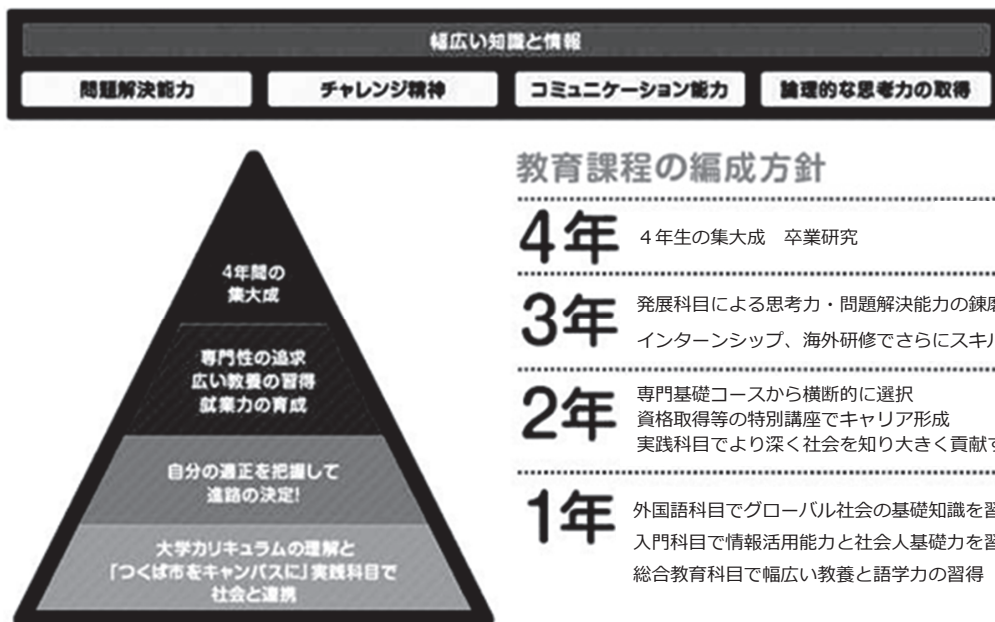 幅広い知識と情報
問題解決能力
チャレンジ精神
コミュニケーション能力
論理的な思考力の取得
4年間の
集大成
専門性の追求
広い教養の習得
就業力の育成
自分の適正を把握して
進路の決定!
大学カリキュラムの理解と
「つくば市をキャンパスに」実践科目で
社会と連携
教育課程の編成方針
4年
4年生の集大成 卒業研究
3年
発展科目による思考力・問題解決能力の錬磨
インターンシップ、海外研修でさらにスキル
2年
専門基礎コースから横断的に選択
資格取得等の特別講座でキャリア形成
実践科目でより深く社会を知り大きく貢献す
1年
外国語科目でグローバル社会の基礎知識を習
入門科目で情報活用能力と社会人基礎力を習
総合教育科目で幅広い教養と語学力の習得